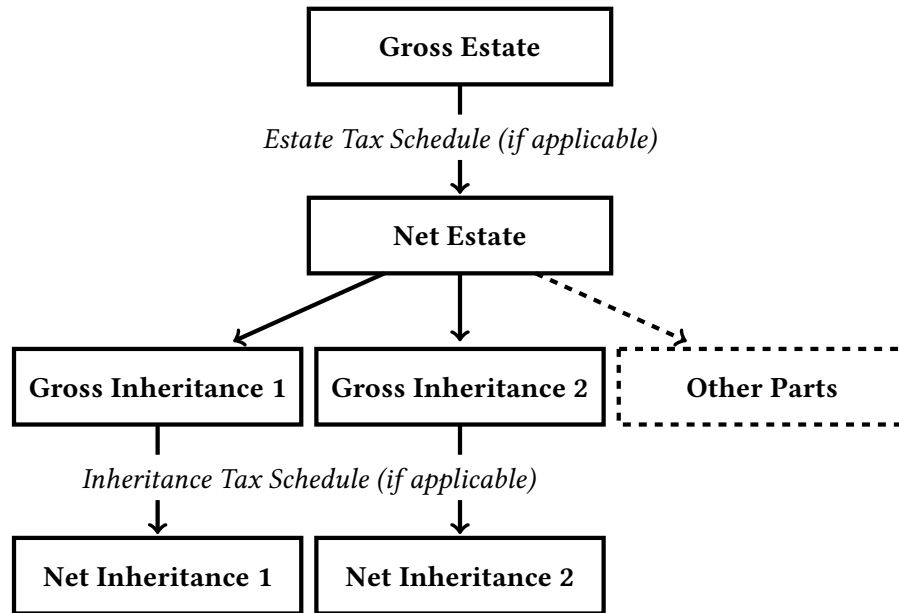 Gross Estate
Estate Tax Schedule (if applicable)
Net Estate
Gross Inheritance 1
Gross Inheritance 2
Other Parts
Inheritance Tax Schedule (if applicable)
Net Inheritance 1
Net Inheritance 2